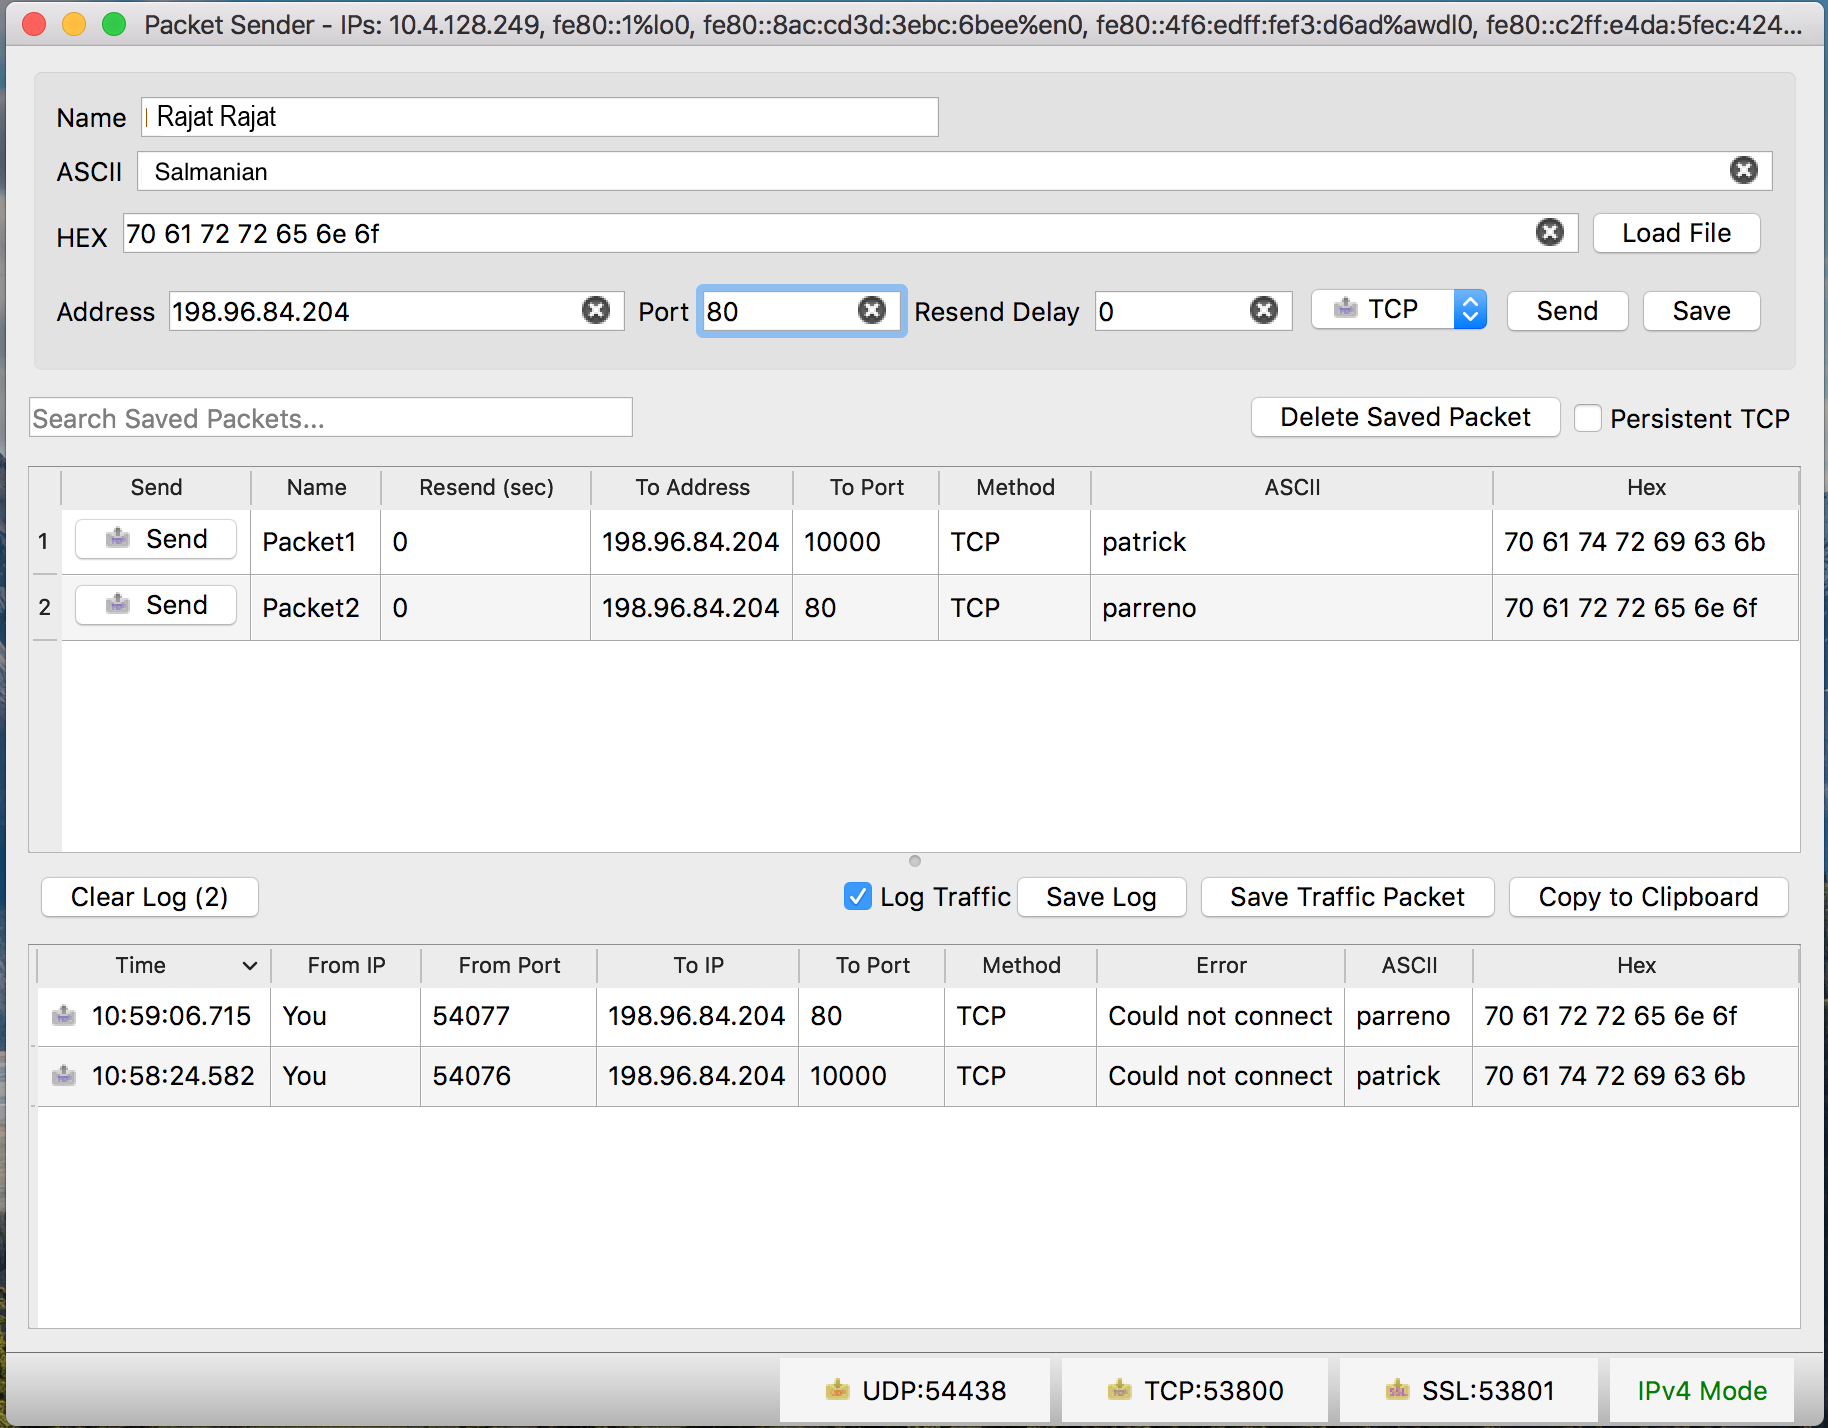 Packet Sender - IPs: 10.4.128.249, fe80::1%lo0, fe80::8ac:cd3d:3ebc:6bee%en0, fe80::4f6:edff:fef3:d6ad%awdl0, fe80::c2ff:e4da:5fec:424...
Name Rajat Rajat
ASCII Salmanian
HEX 70 61 72 72 65 6e 6f Load File
Address 198.96.84.204 Port 80 Resend Delay 0 TCP Send Save
Search Saved Packets... Delete Saved Packet Persistent TCP
Send Name Resend (sec) To Address To Port Method ASCII Hex
1 Send Packet1 0 198.96.84.204 10000 TCP patrick 70 61 74 72 69 63 6b
2 Send Packet2 0 198.96.84.204 80 TCP parreno 70 61 72 72 65 6e 6f
Clear Log (2) Log Traffic Save Log Save Traffic Packet Copy to Clipboard
Time From IP From Port To IP To Port Method Error ASCII Hex
10:59:06.715 You 54077 198.96.84.204 80 TCP Could not connect parreno 70 61 72 72 65 6e 6f
10:58:24.582 You 54076 198.96.84.204 10000 TCP Could not connect patrick 70 61 74 72 69 63 6b
UDP:54438 TCP:53800 SSL:53801 IPv4 Mode